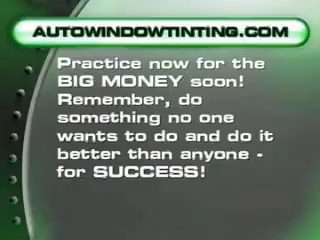 AUTOWINDOWTINTING.COM
Practice now for the
BIG MONEY soon!
Remember, do
something no one
wants to do and do it
better than anyone -
for SUCCESS!